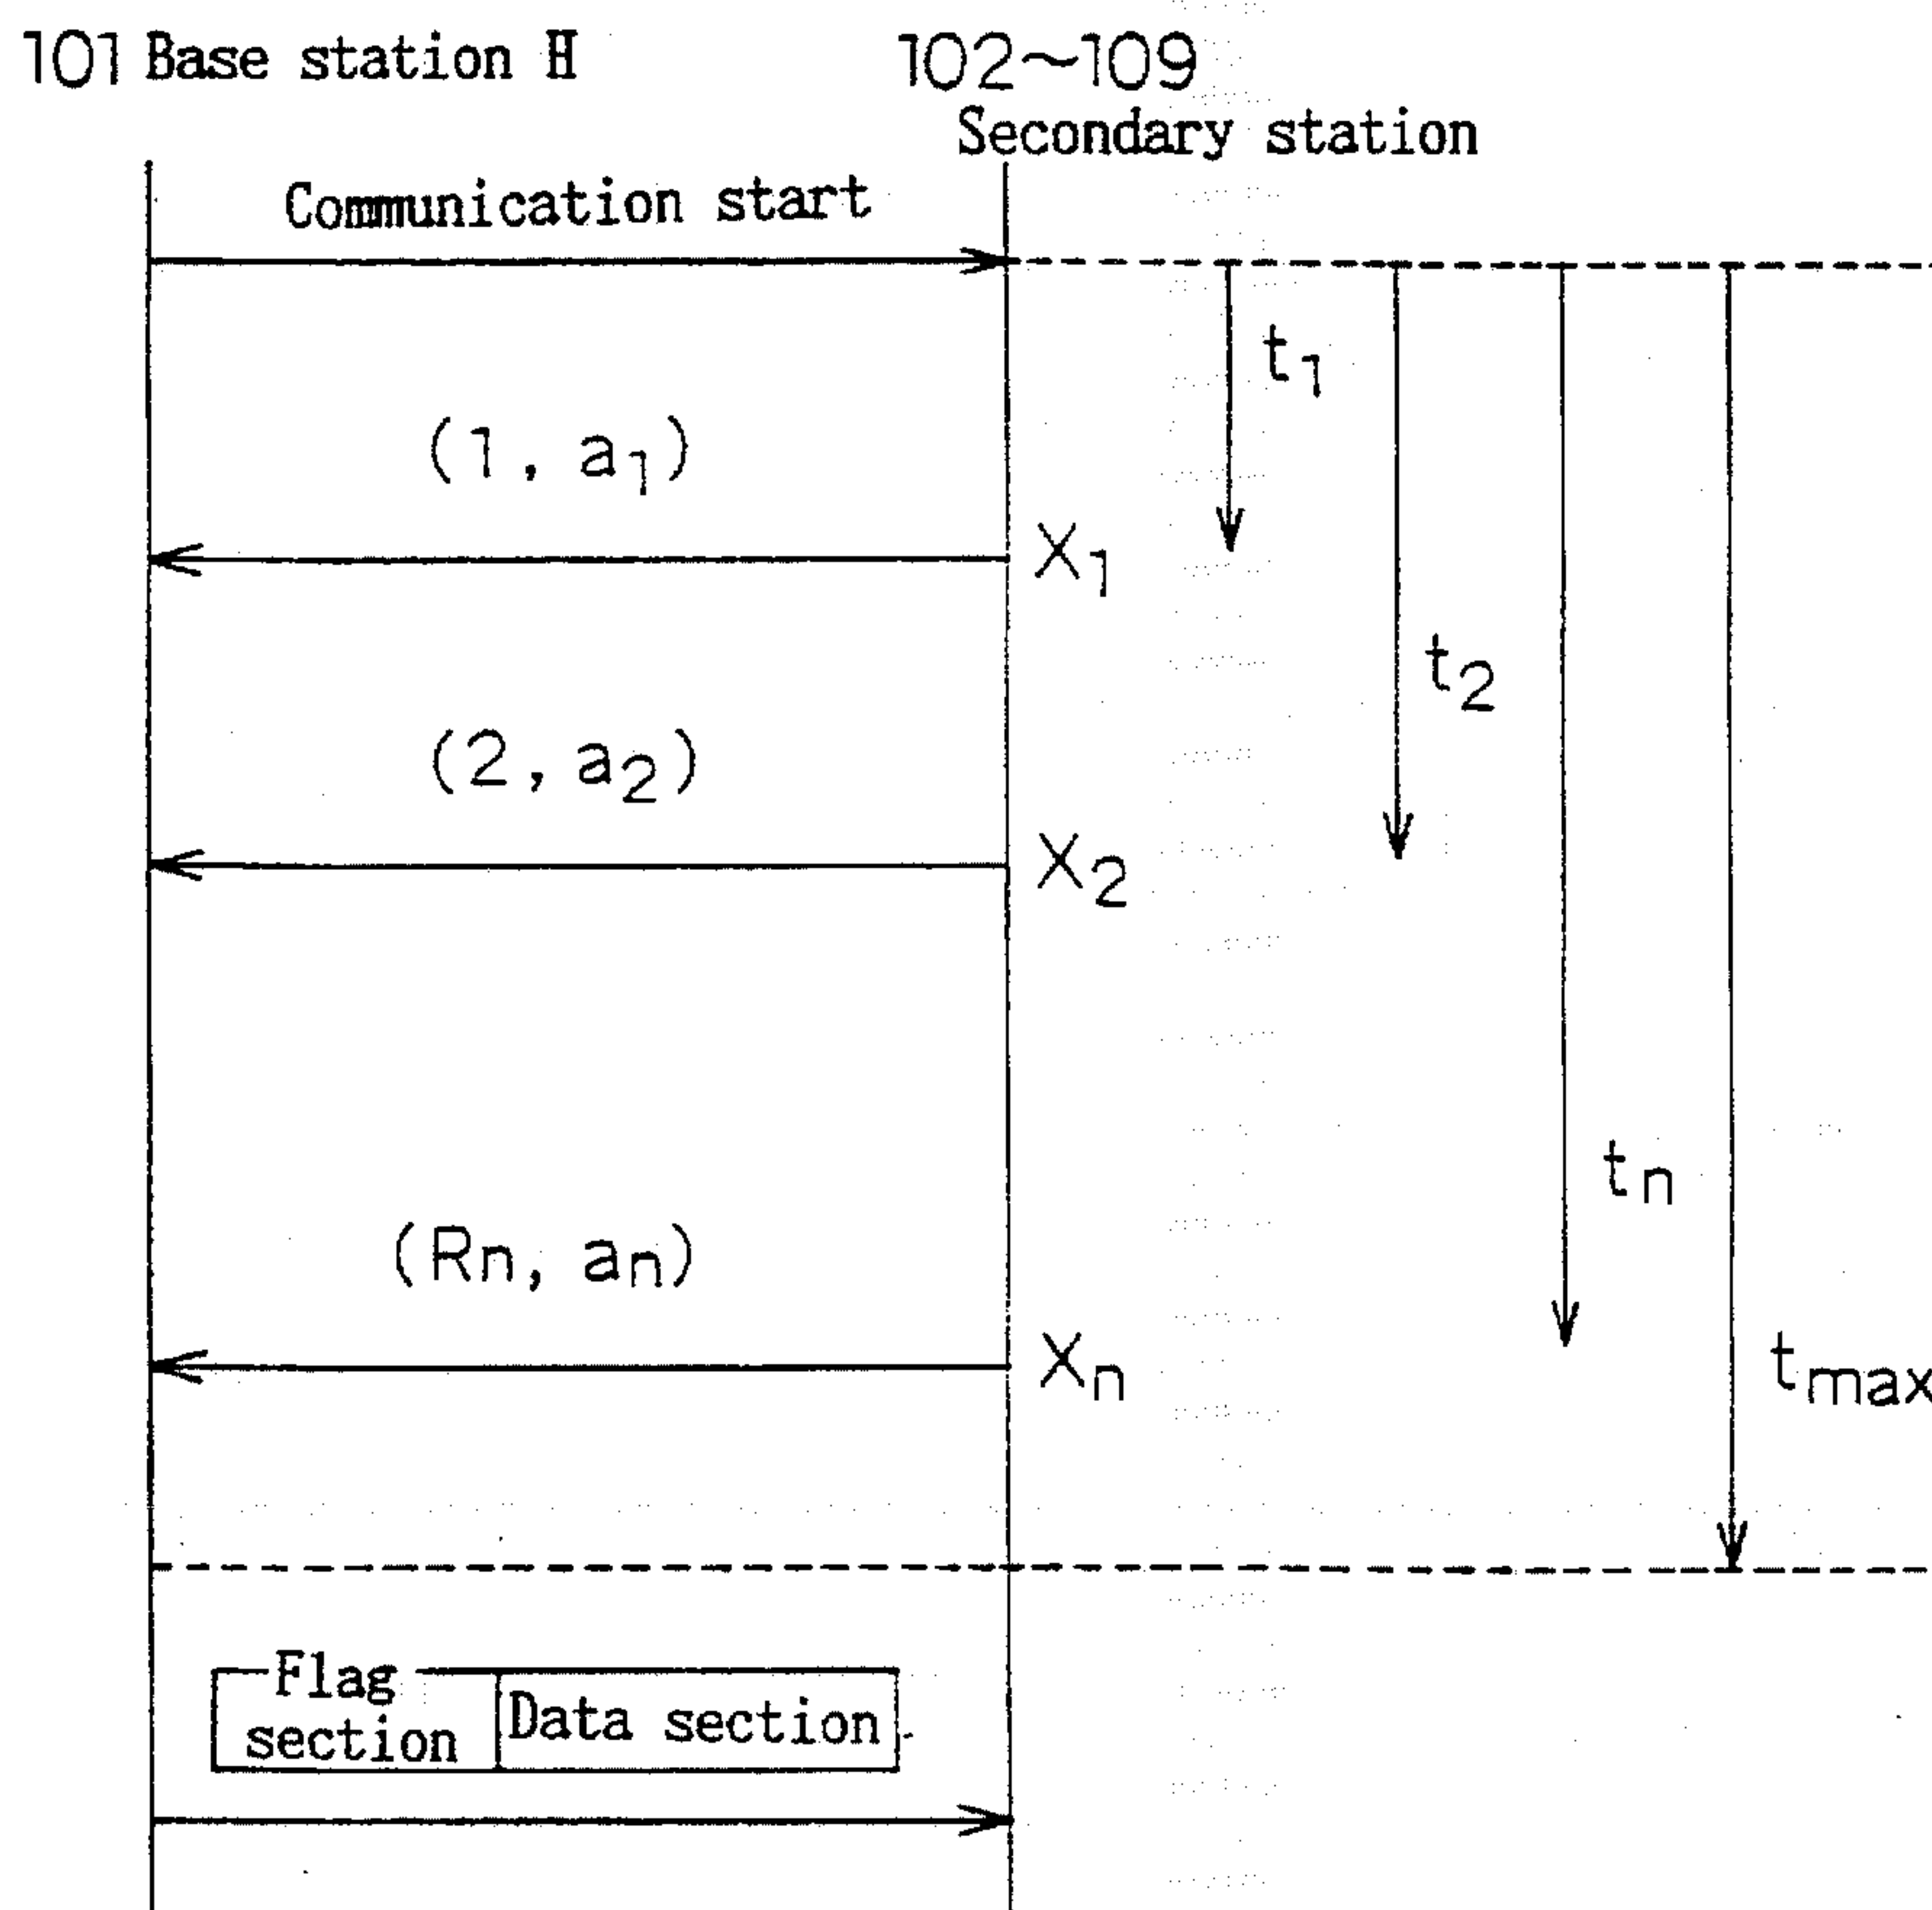 101 Base station H
102~109
Secondary station
Communication start
t1
(1, a1)
X1
t2
(2, a2)
X2
tn
(Rn, an)
Xn
tmax
Flag
section
Data section